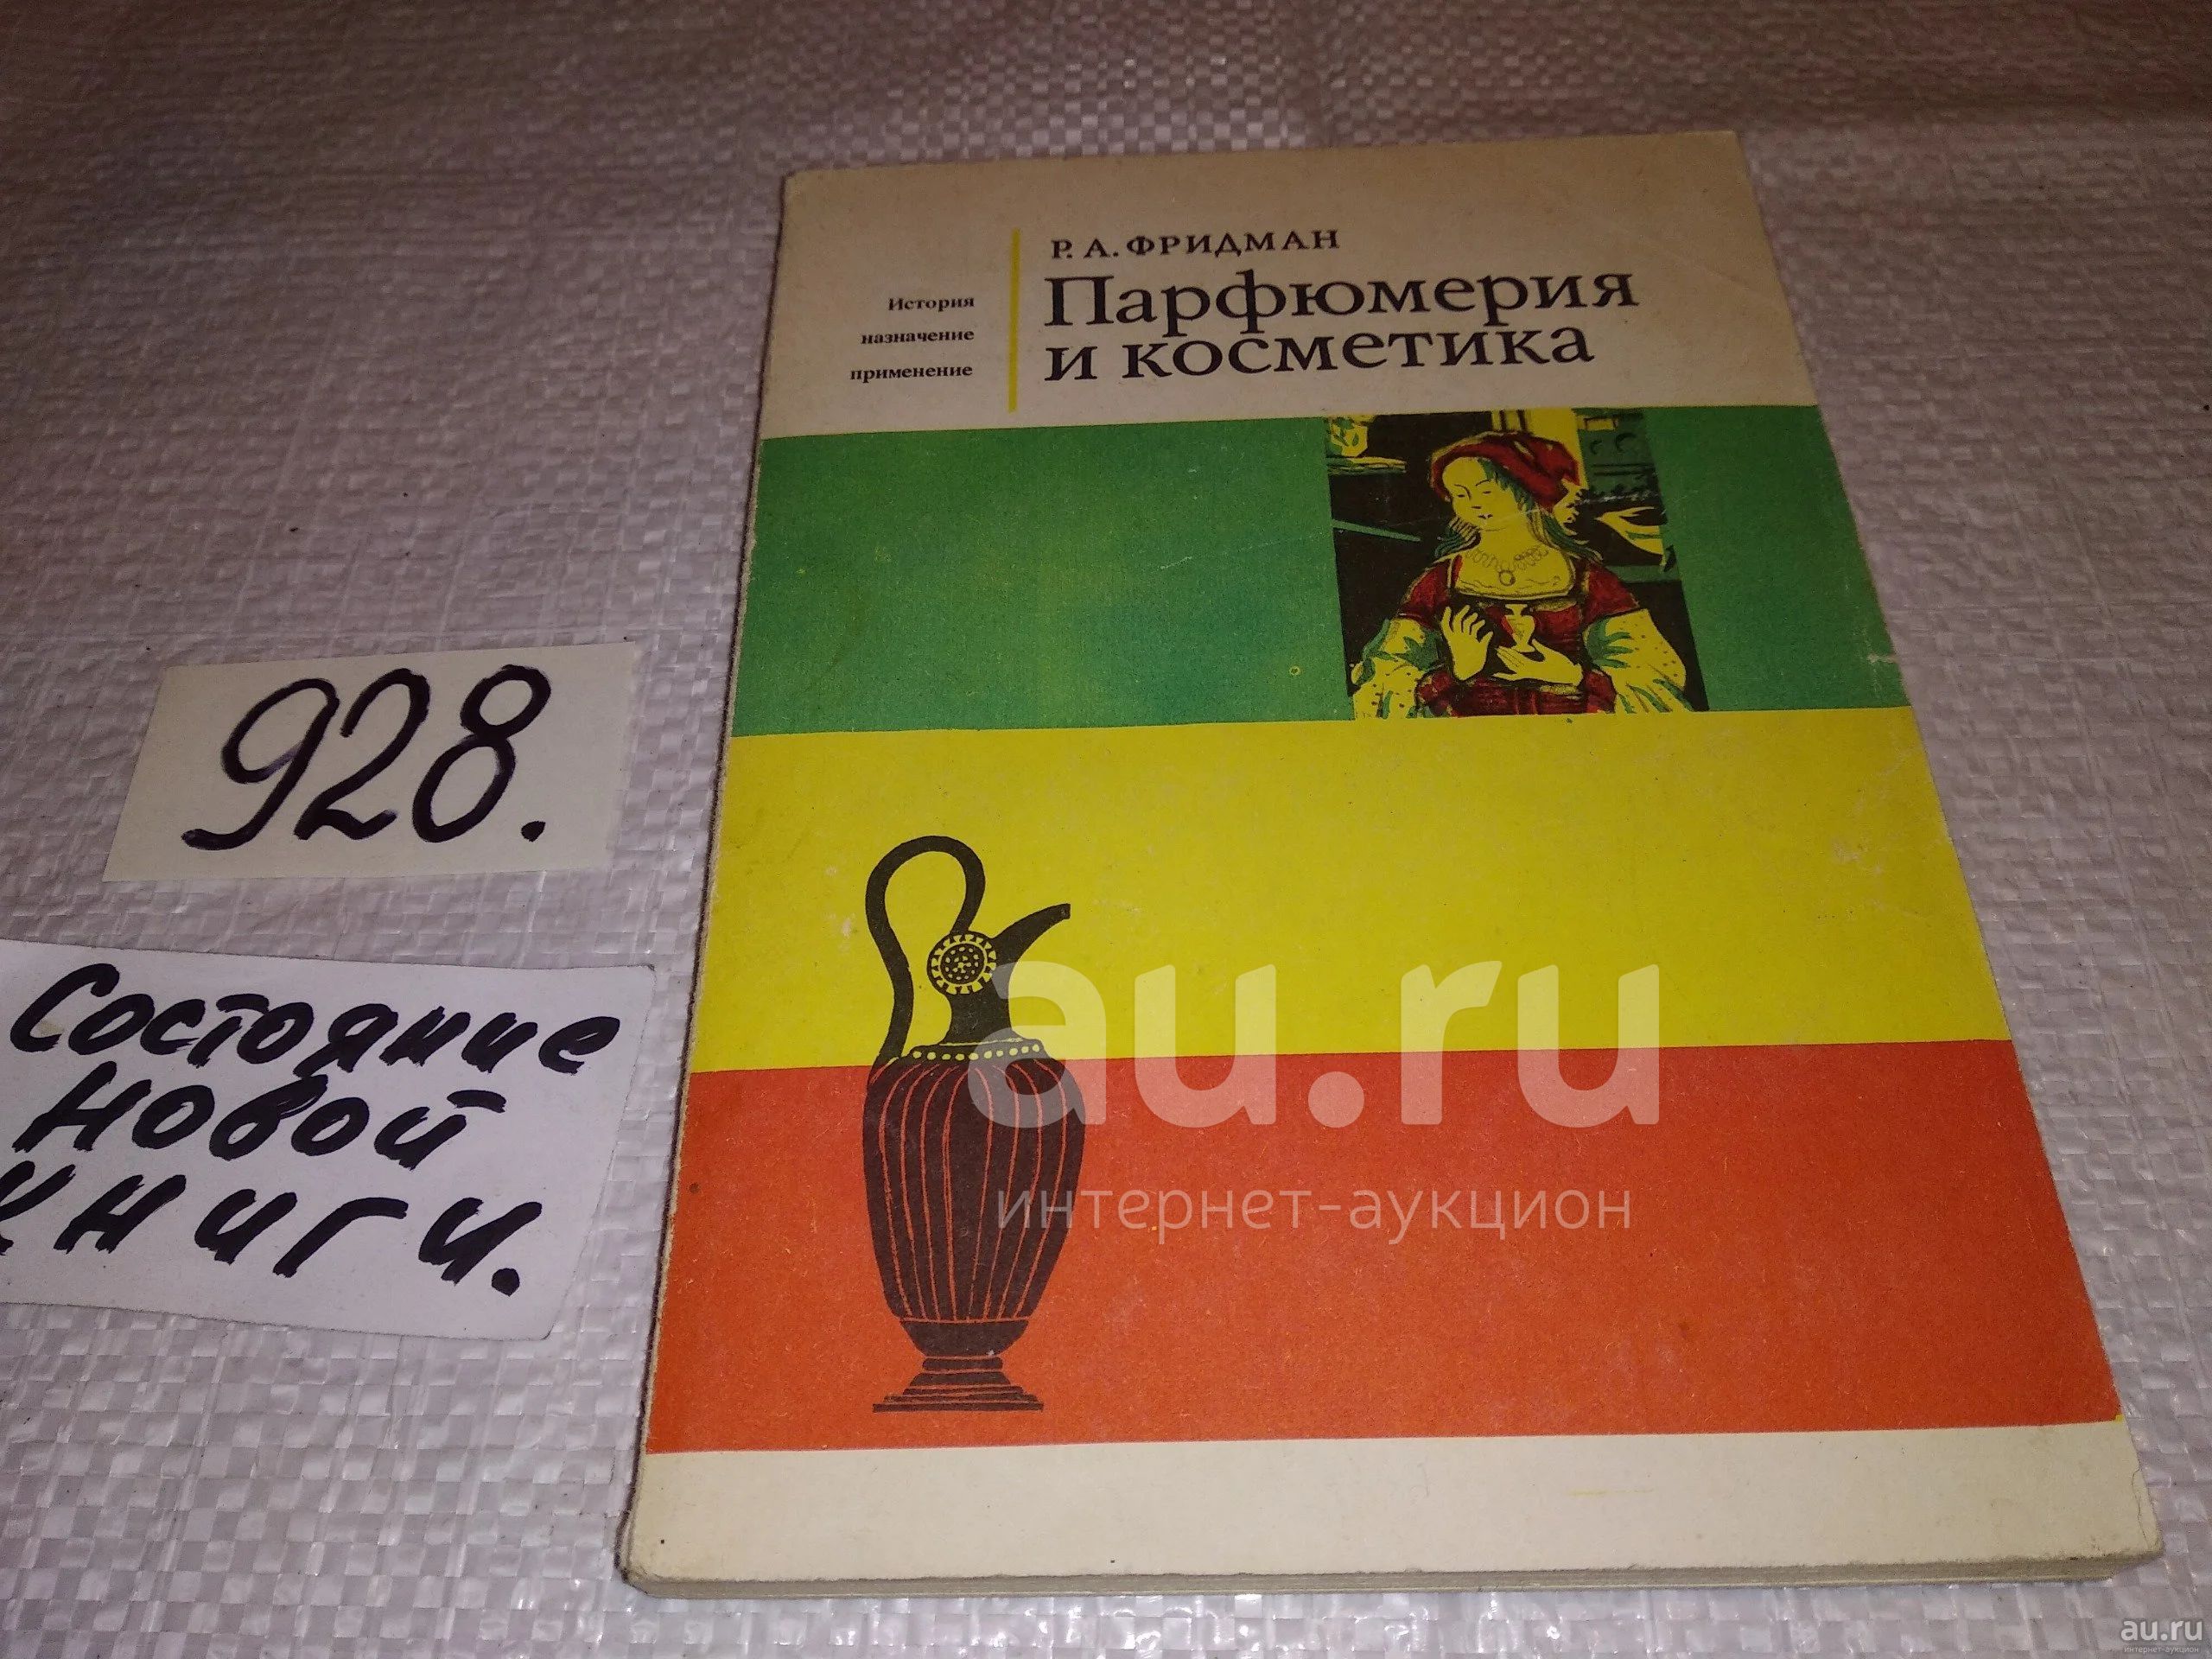 Р. А. ФРИДМАН
Парфюмерия
и косметика
История
назначение
применение
928.
Состояние
новой
книги.
au.ru
интернет-аукцион
au.ru
интернет-аукцион